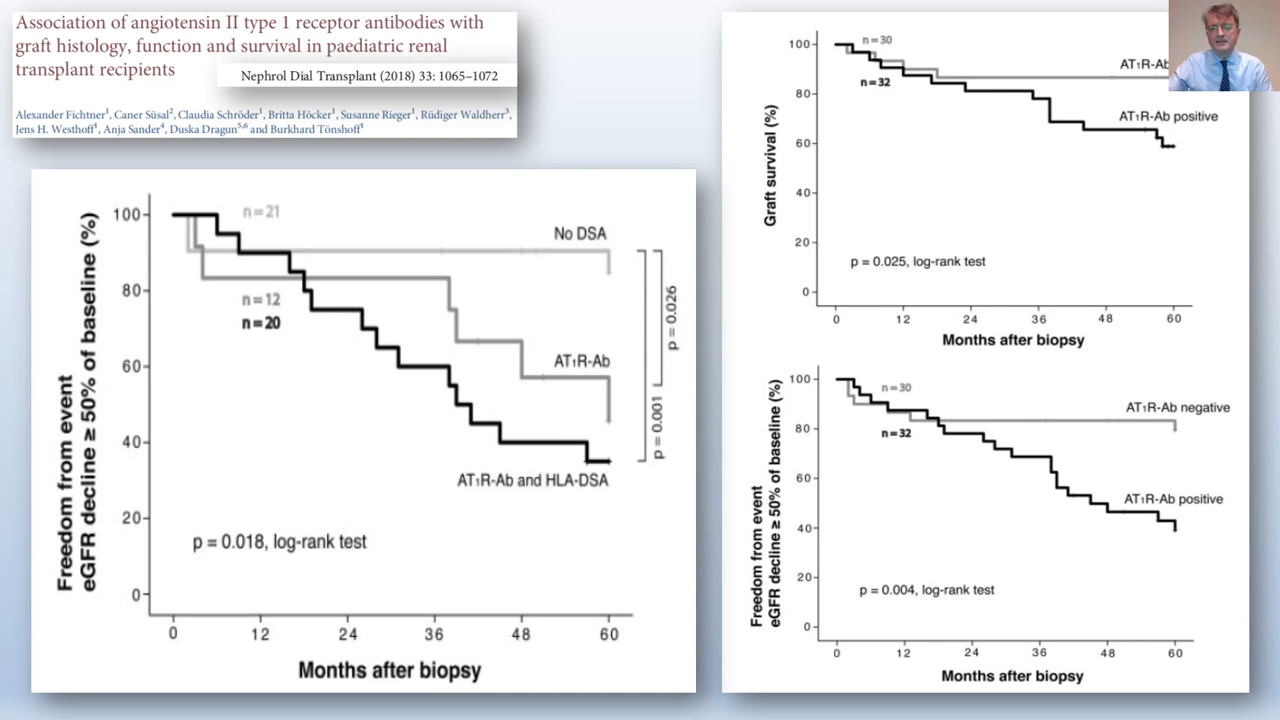 Association of angiotensin II type 1 receptor antibodies with
graft histology, function and survival in paediatric renal
transplant recipients
Nephrol Dial Transplant (2018) 33: 1065–1072
Alexander Fichtner¹, Caner Süsal², Claudia Schröder¹, Britta Höcker¹, Susanne Rieger¹, Rüdiger Waldherr³,
Jens H. Westhoff¹, Anja Sander⁴, Duska Dragun⁵,⁶ and Burkhard Tönshoff¹
Freedom from event
eGFR decline ≥ 50% of baseline (%)
100
80
60
40
20
0
n=21
No DSA
n=12
n=20
AT₁R-Ab
AT₁R-Ab and HLA-DSA
p = 0.026
p = 0.001
p = 0.018, log-rank test
0 12 24 36 48 60
Months after biopsy
Graft survival (%)
100
80
60
40
20
0
n=30
n=32
AT₁R-Ab
AT₁R-Ab positive
p = 0.025, log-rank test
0 12 24 36 48 60
Months after biopsy
Freedom from event
eGFR decline ≥ 50% of baseline (%)
100
80
60
40
20
0
n=30
n=32
AT₁R-Ab negative
AT₁R-Ab positive
p = 0.004, log-rank test
0 12 24 36 48 60
Months after biopsy